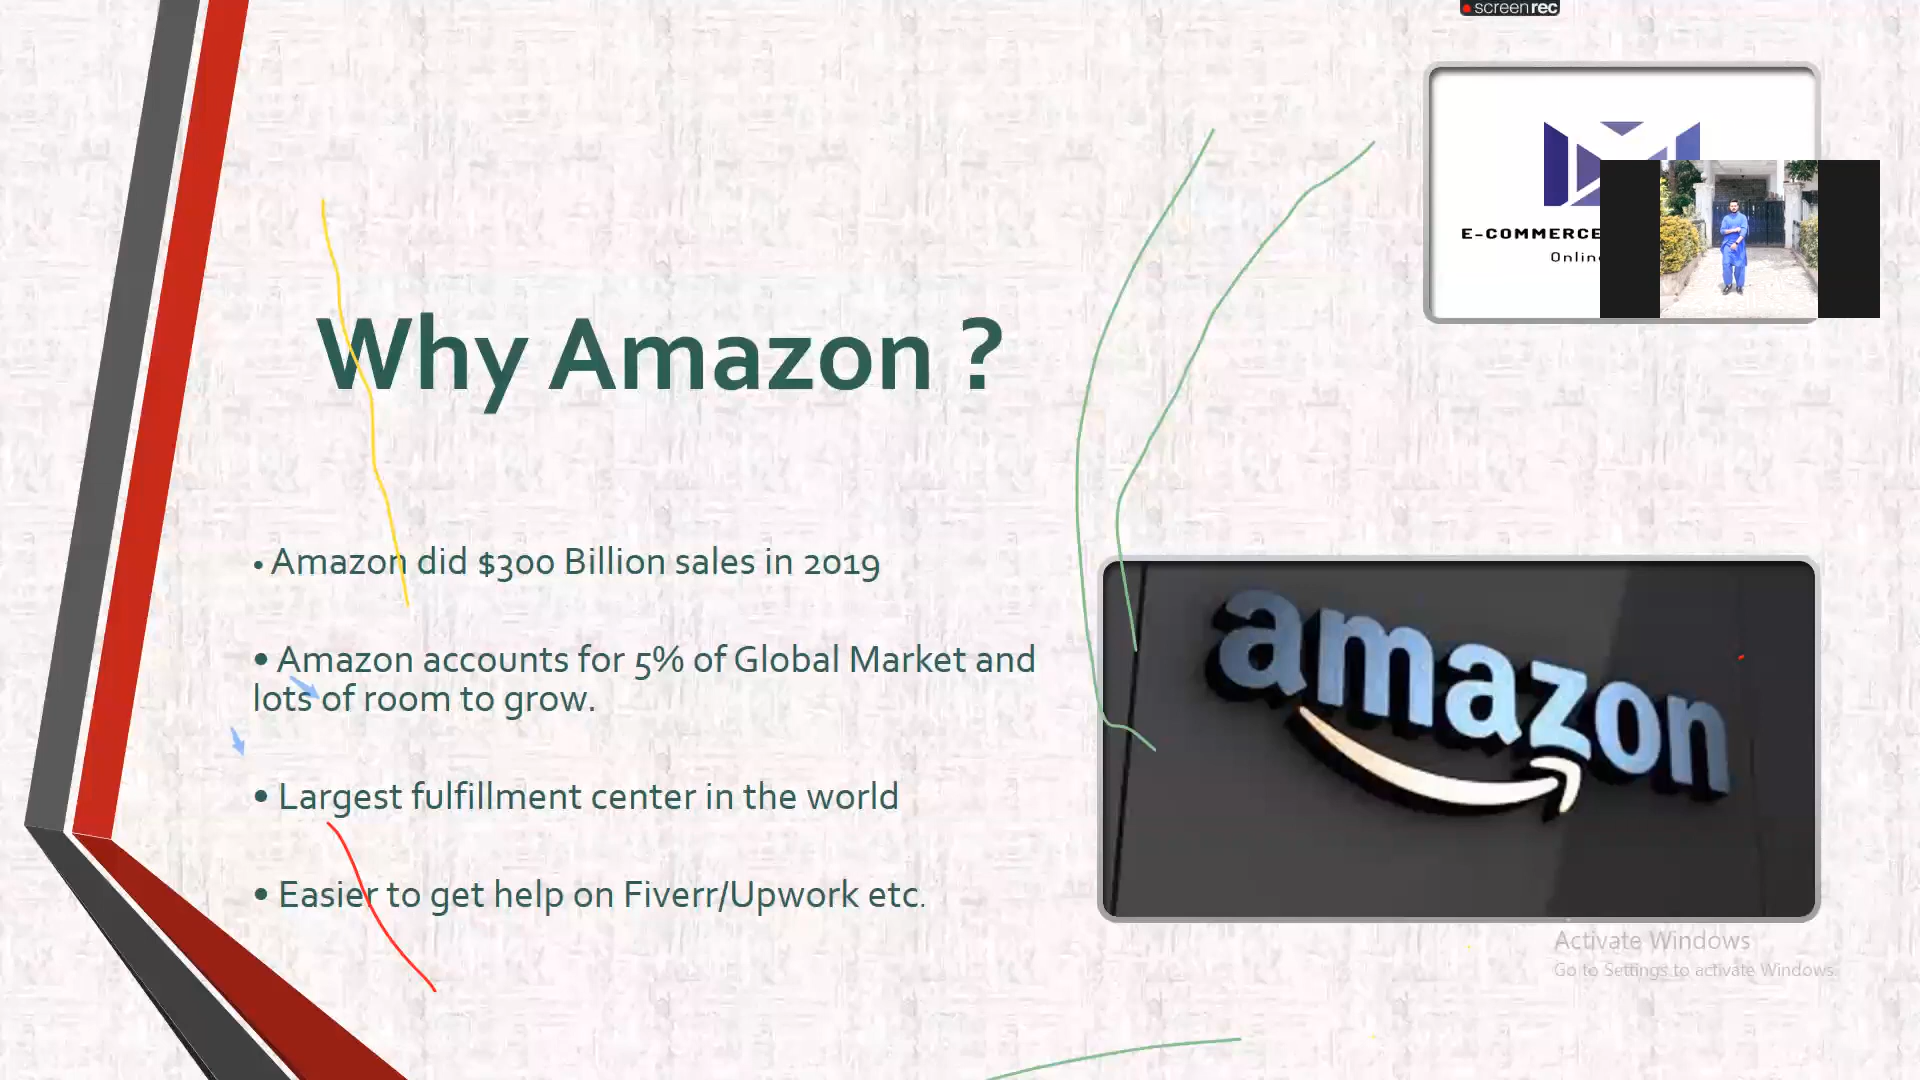 screenrec
E-COMMERCE
Why Amazon ?
• Amazon did $300 Billion sales in 2019
• Amazon accounts for 5% of Global Market and
lots of room to grow.
• Largest fulfillment center in the world
• Easier to get help on Fiverr/Upwork etc.
amazon
Activate Windows
Go to Settings to activate Windows.